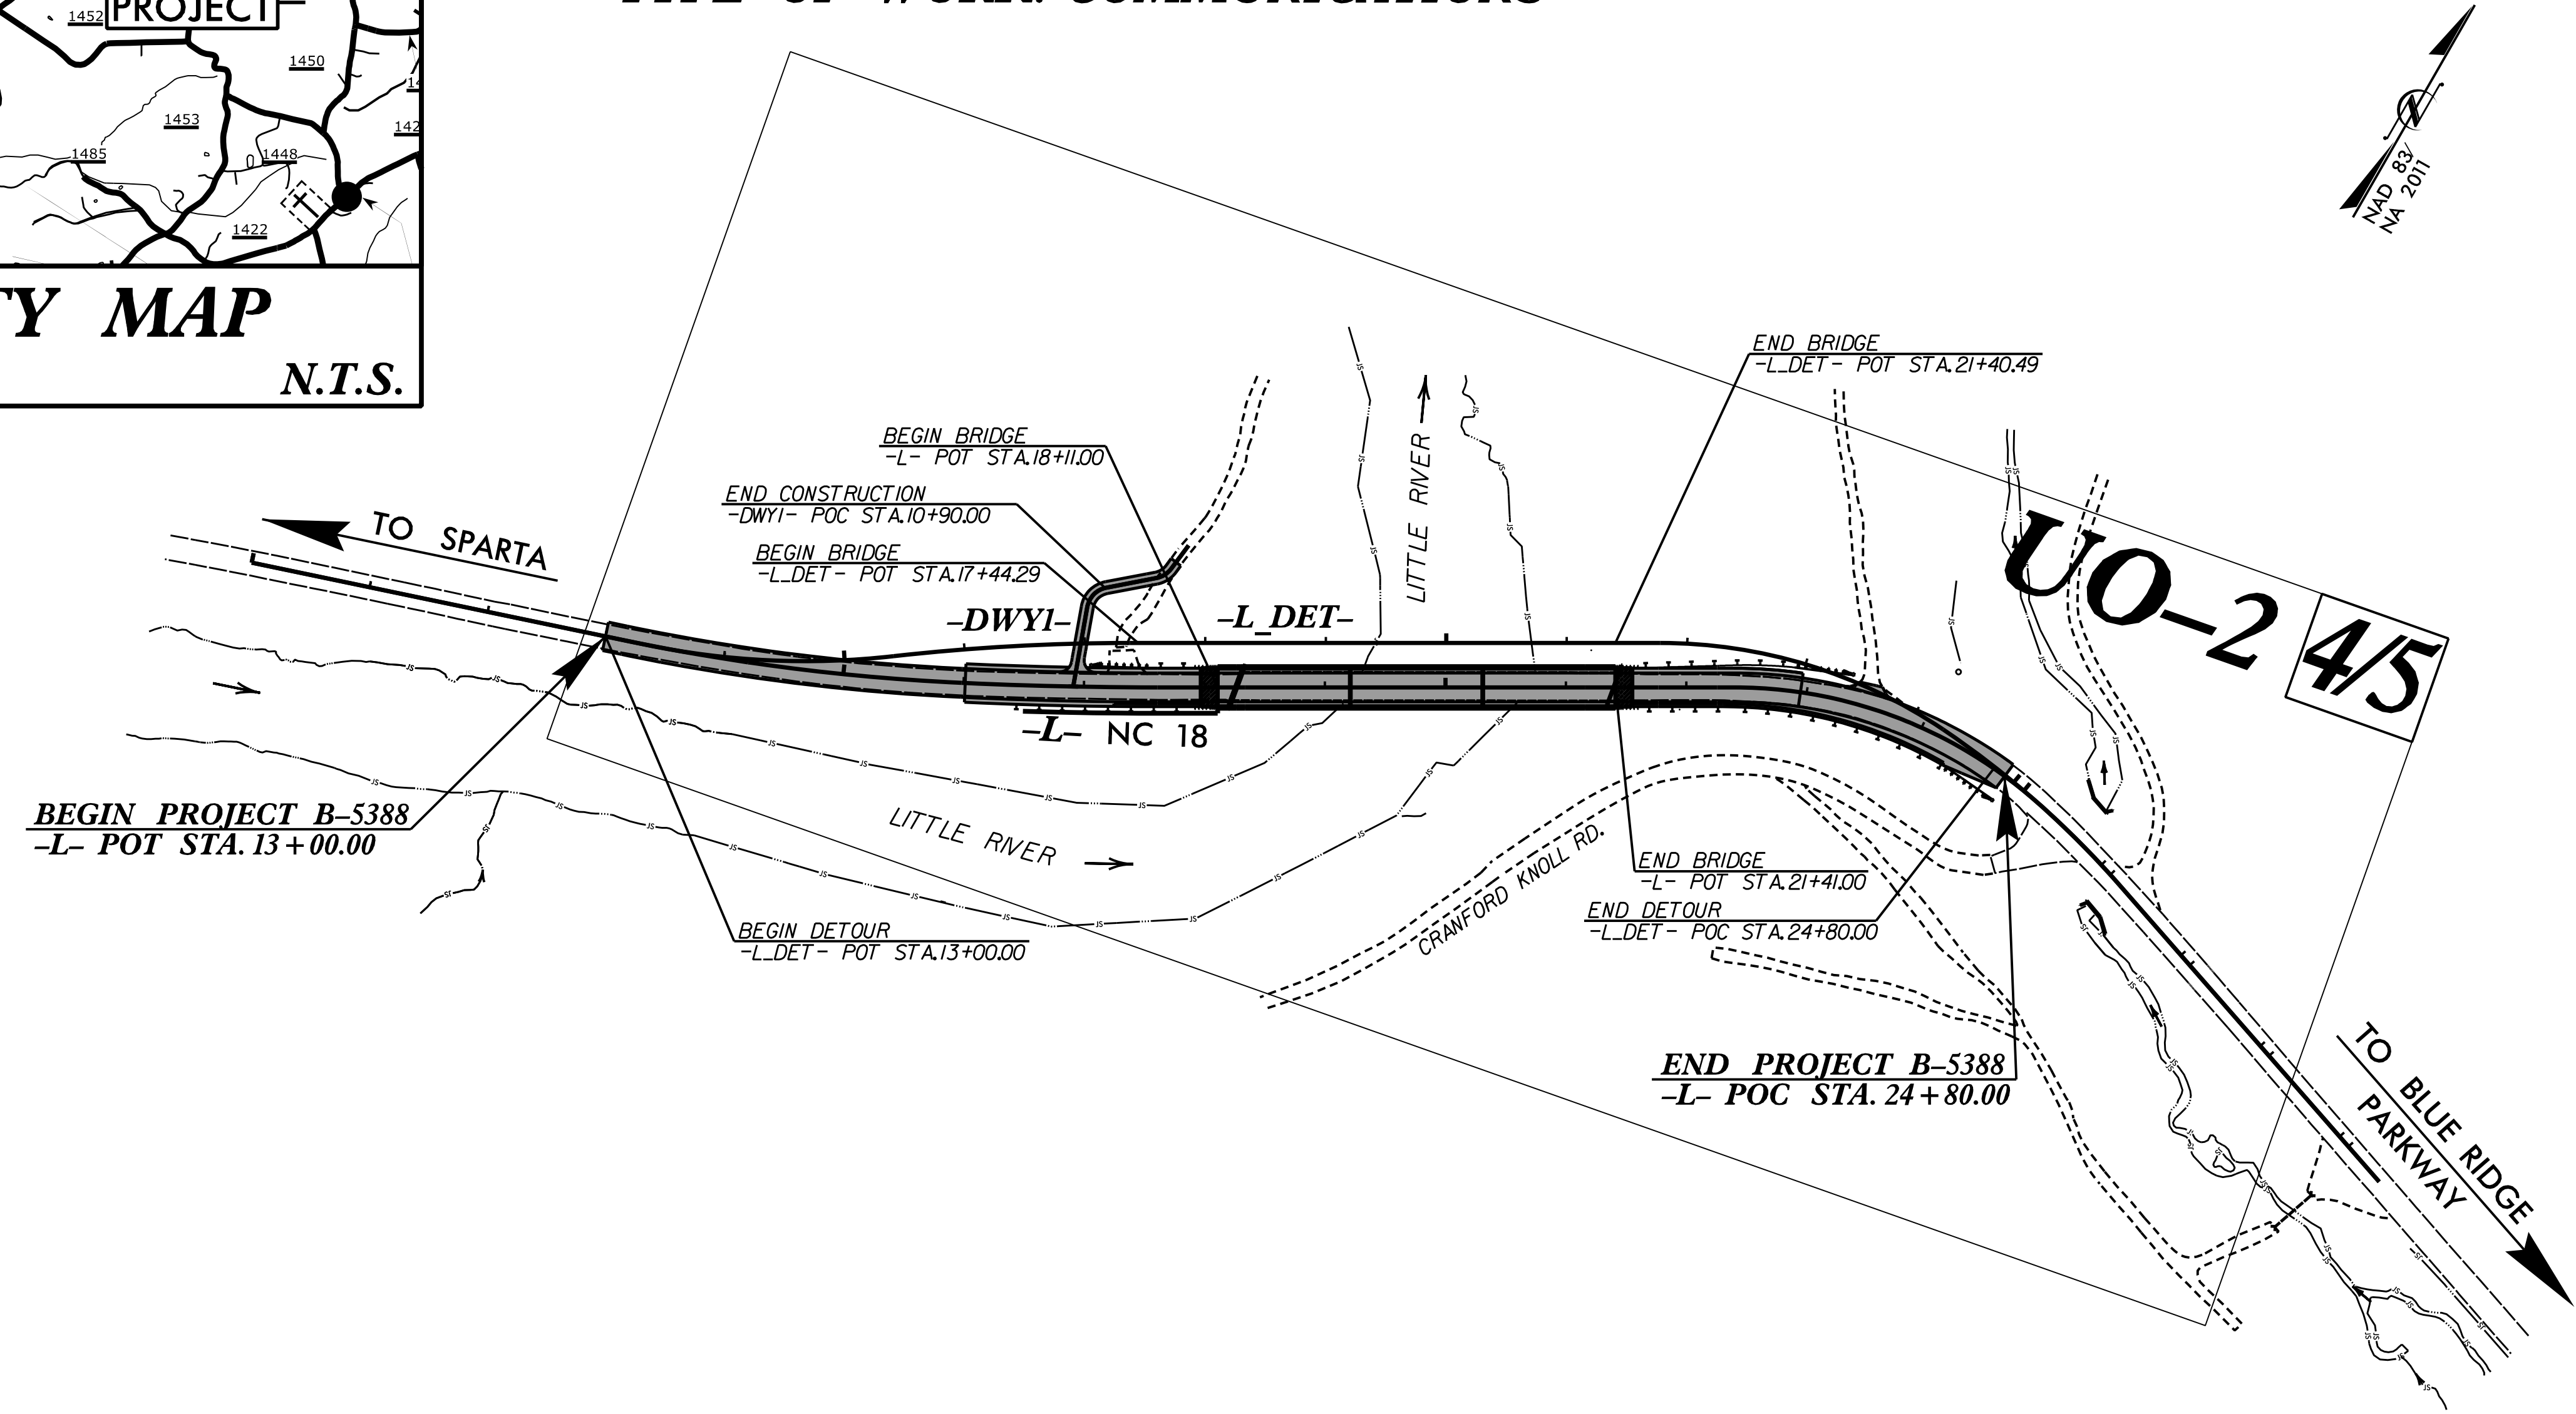 1452
PROJECT
1450
1453
1485
1448
1422
MAP
N.T.S.
NAD 83/
NA 2011
END BRIDGE
-L_DET- POT STA.21+40.49
BEGIN BRIDGE
-L- POT STA.18+11.00
END CONSTRUCTION
-DWY1- POC STA.10+90.00
BEGIN BRIDGE
-L_DET- POT STA.17+44.29
LITTLE RIVER
TO SPARTA
-DWY1-
-L_DET-
UO-2
4/5
-L- NC 18
BEGIN PROJECT B-5388
-L- POT STA. 13+00.00
LITTLE RIVER
CRANFORD KNOLL RD.
END BRIDGE
-L- POT STA.21+41.00
END DETOUR
-L_DET- POC STA.24+80.00
BEGIN DETOUR
-L_DET- POT STA.13+00.00
END PROJECT B-5388
-L- POC STA. 24+80.00
TO BLUE RIDGE
PARKWAY